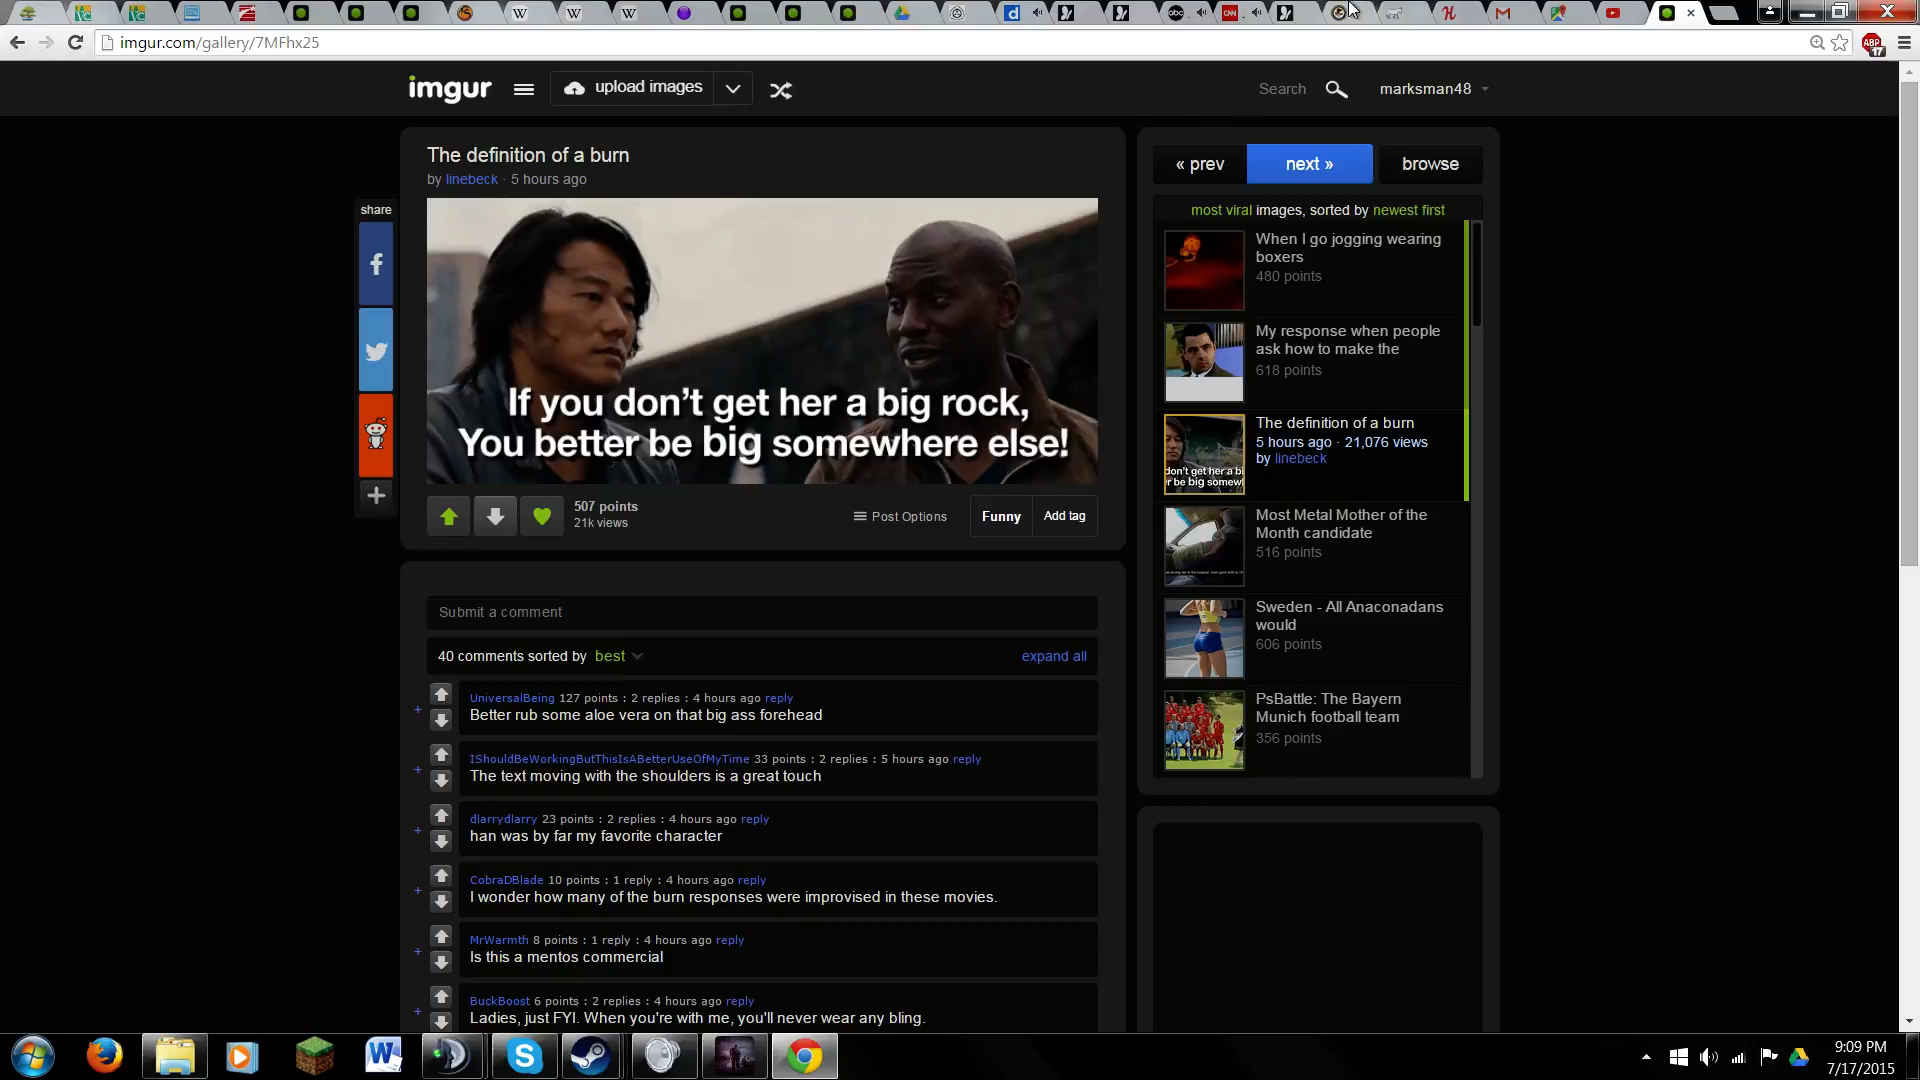 imgur.com/gallery/7MFhx25
ABP
17
imgur
upload images
Search
marksman48
The definition of a burn
by linebeck · 5 hours ago
share
If you don't get her a big rock,
You better be big somewhere else!
507 points
21k views
Post Options
Funny
Add tag
« prev
next »
browse
most viral images, sorted by newest first
When I go jogging wearing
boxers
480 points
My response when people
ask how to make the
618 points
The definition of a burn
5 hours ago · 21,076 views
by linebeck
Most Metal Mother of the
Month candidate
516 points
Sweden - All Anaconadans
would
606 points
PsBattle: The Bayern
Munich football team
356 points
Submit a comment
40 comments sorted by best
expand all
UniversalBeing 127 points : 2 replies : 4 hours ago reply
Better rub some aloe vera on that big ass forehead
IShouldBeWorkingButThisIsABetterUseOfMyTime 33 points : 2 replies : 5 hours ago reply
The text moving with the shoulders is a great touch
dlarrydlarry 23 points : 2 replies : 4 hours ago reply
han was by far my favorite character
CobraDBlade 10 points : 1 reply : 4 hours ago reply
I wonder how many of the burn responses were improvised in these movies.
MrWarmth 8 points : 1 reply : 4 hours ago reply
Is this a mentos commercial
BuckBoost 6 points : 2 replies : 4 hours ago reply
Ladies, just FYI. When you're with me, you'll never wear any bling.
9:09 PM
7/17/2015